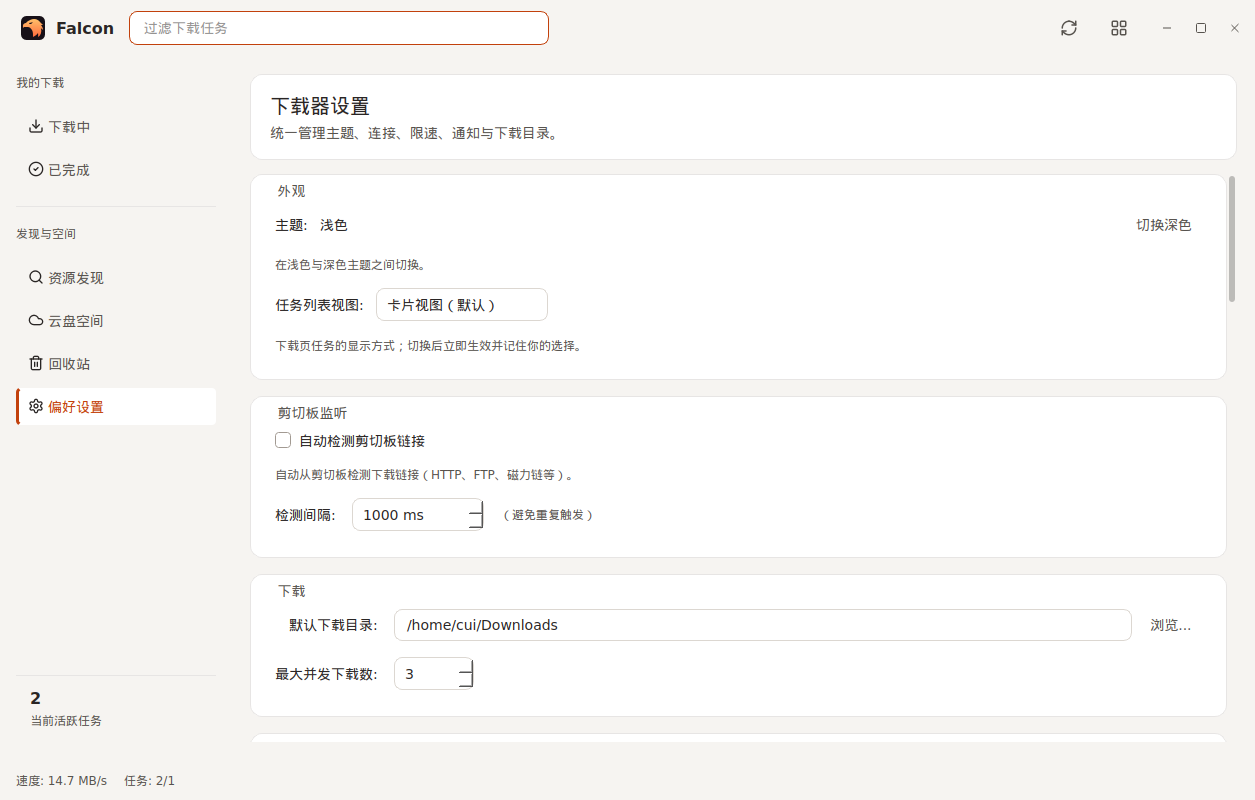 Falcon
过滤下载任务
我的下载
下载中
已完成
发现与空间
资源发现
云盘空间
回收站
偏好设置
2
当前活跃任务
速度: 14.7 MB/s 任务: 2/1
下载器设置
统一管理主题、连接、限速、通知与下载目录。
外观
主题: 浅色 切换深色
在浅色与深色主题之间切换。
任务列表视图: 卡片视图（默认）
下载页任务的显示方式；切换后立即生效并记住你的选择。
剪切板监听
自动检测剪切板链接
自动从剪切板检测下载链接（HTTP、FTP、磁力链等）。
检测间隔: 1000 ms （避免重复触发）
下载
默认下载目录: /home/cui/Downloads 浏览...
最大并发下载数: 3